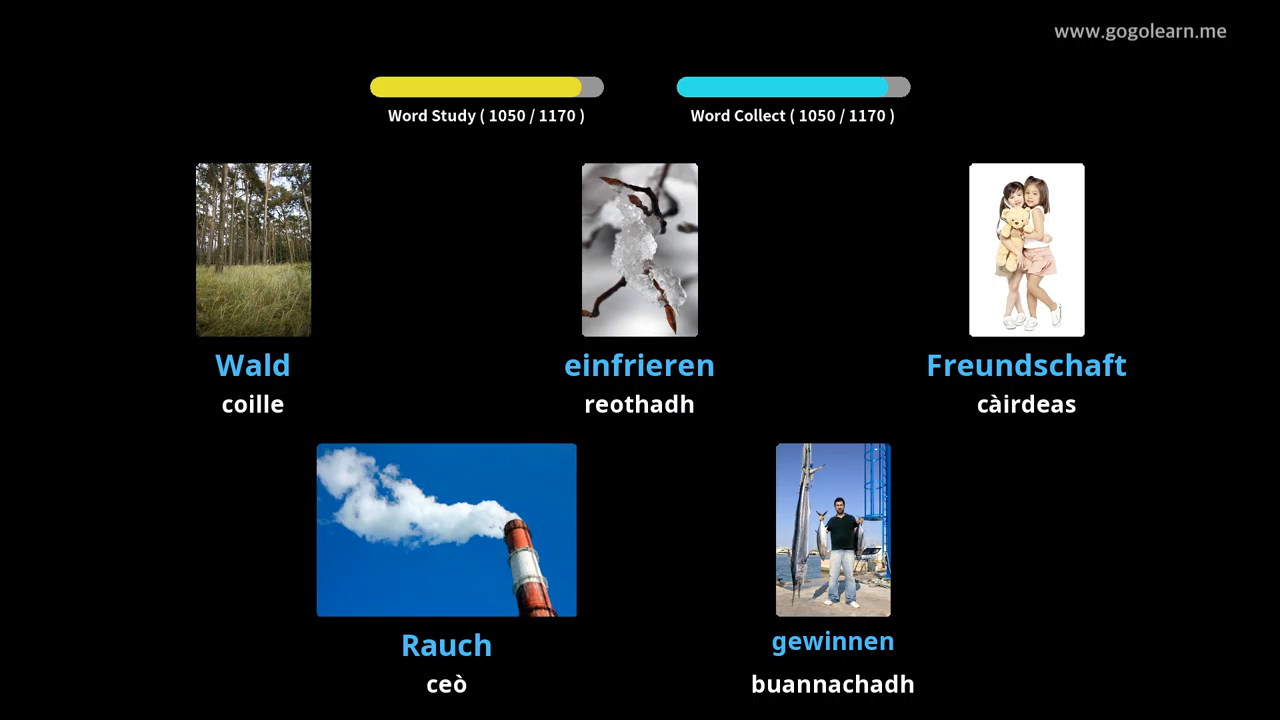 www.gogolearn.me
Word Study ( 1050 / 1170 )
Word Collect ( 1050 / 1170 )
Wald
coille
einfrieren
reothadh
Freundschaft
càirdeas
Rauch
ceò
gewinnen
buannachadh